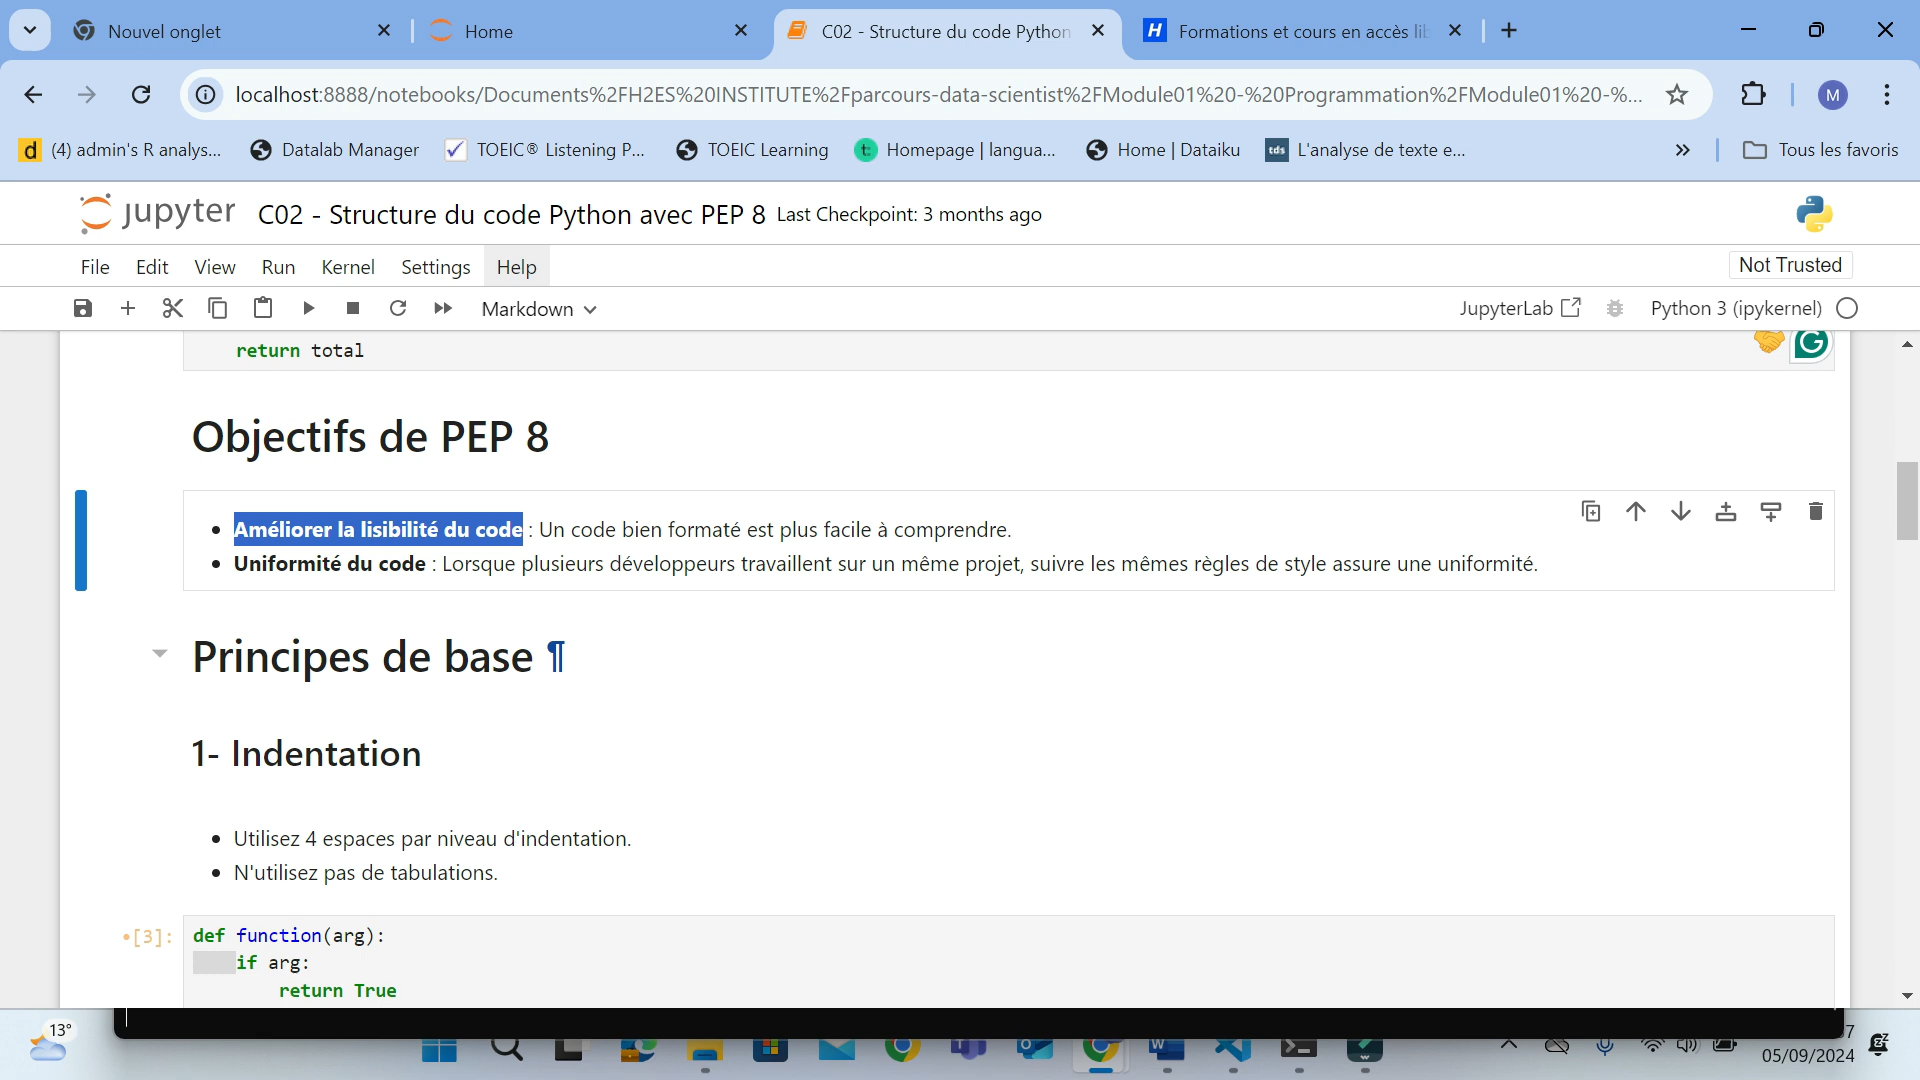 Nouvel onglet
Home
C02 - Structure du code Python
Formations et cours en accès lil
localhost:8888/notebooks/Documents%2FH2ES%20INSTITUTE%2Fparcours-data-scientist%2FModule01%20-%20Programmation%2FModule01%20-%...
M
(4) admin's R analys...
Datalab Manager
TOEIC® Listening P...
TOEIC Learning
Homepage | langua...
Home | Dataiku
L'analyse de texte e...
Tous les favoris
jupyter C02 - Structure du code Python avec PEP 8 Last Checkpoint: 3 months ago
File Edit View Run Kernel Settings Help
Not Trusted
Markdown
JupyterLab
Python 3 (ipykernel)
return total
Objectifs de PEP 8
• Améliorer la lisibilité du code : Un code bien formaté est plus facile à comprendre.
• Uniformité du code : Lorsque plusieurs développeurs travaillent sur un même projet, suivre les mêmes règles de style assure une uniformité.
Principes de base ¶
1- Indentation
• Utilisez 4 espaces par niveau d'indentation.
• N'utilisez pas de tabulations.
•[3]: def function(arg):
if arg:
return True
13°
7
05/09/2024